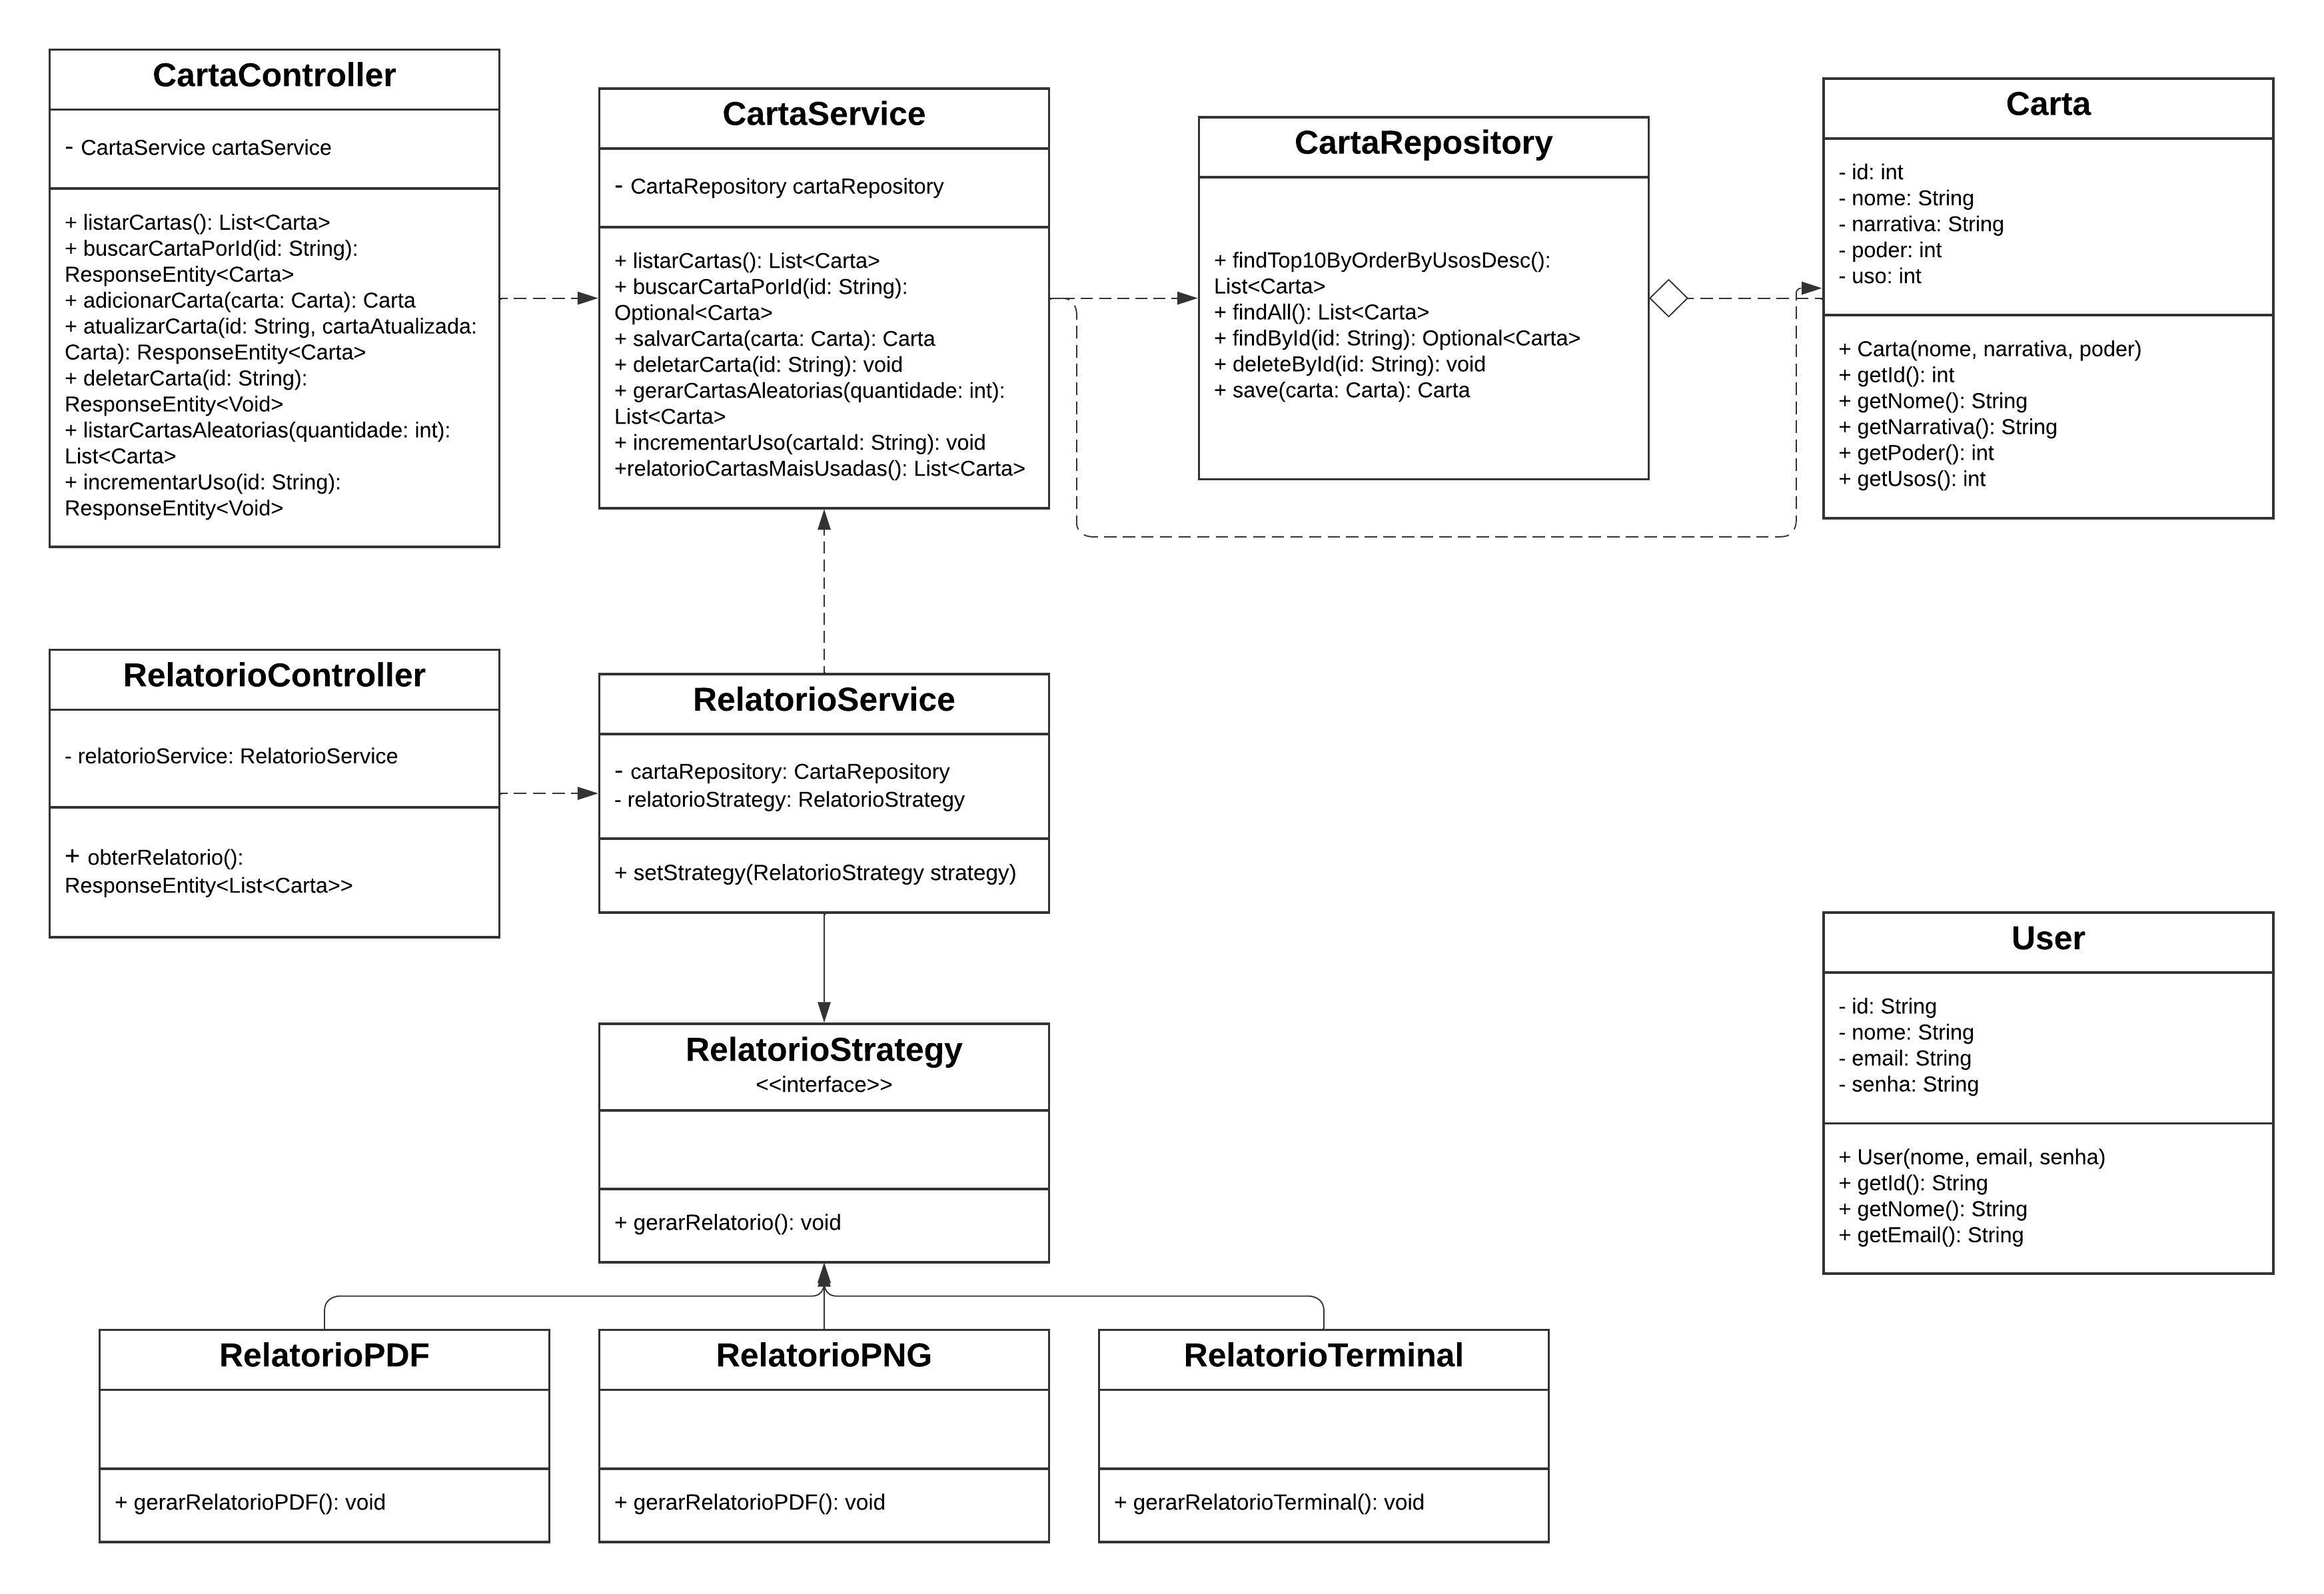 CartaController
- CartaService cartaService
+ listarCartas(): List<Carta>
+ buscarCartaPorId(id: String):
ResponseEntity<Carta>
+ adicionarCarta(carta: Carta): Carta
+ atualizarCarta(id: String, cartaAtualizada:
Carta): ResponseEntity<Carta>
+ deletarCarta(id: String):
ResponseEntity<Void>
+ listarCartasAleatorias(quantidade: int):
List<Carta>
+ incrementarUso(id: String):
ResponseEntity<Void>
CartaService
- CartaRepository cartaRepository
+ listarCartas(): List<Carta>
+ buscarCartaPorId(id: String):
Optional<Carta>
+ salvarCarta(carta: Carta): Carta
+ deletarCarta(id: String): void
+ gerarCartasAleatorias(quantidade: int):
List<Carta>
+ incrementarUso(cartaId: String): void
+relatorioCartasMaisUsadas(): List<Carta>
CartaRepository
+ findTop10ByOrderByUsosDesc():
List<Carta>
+ findAll(): List<Carta>
+ findById(id: String): Optional<Carta>
+ deleteById(id: String): void
+ save(carta: Carta): Carta
Carta
- id: int
- nome: String
- narrativa: String
- poder: int
- uso: int
+ Carta(nome, narrativa, poder)
+ getId(): int
+ getNome(): String
+ getNarrativa(): String
+ getPoder(): int
+ getUsos(): int
RelatorioController
- relatorioService: RelatorioService
+ obterRelatorio():
ResponseEntity<List<Carta>>
RelatorioService
- cartaRepository: CartaRepository
- relatorioStrategy: RelatorioStrategy
+ setStrategy(RelatorioStrategy strategy)
RelatorioStrategy
<<interface>>
+ gerarRelatorio(): void
User
- id: String
- nome: String
- email: String
- senha: String
+ User(nome, email, senha)
+ getId(): String
+ getNome(): String
+ getEmail(): String
RelatorioPDF
+ gerarRelatorioPDF(): void
RelatorioPNG
+ gerarRelatorioPDF(): void
RelatorioTerminal
+ gerarRelatorioTerminal(): void